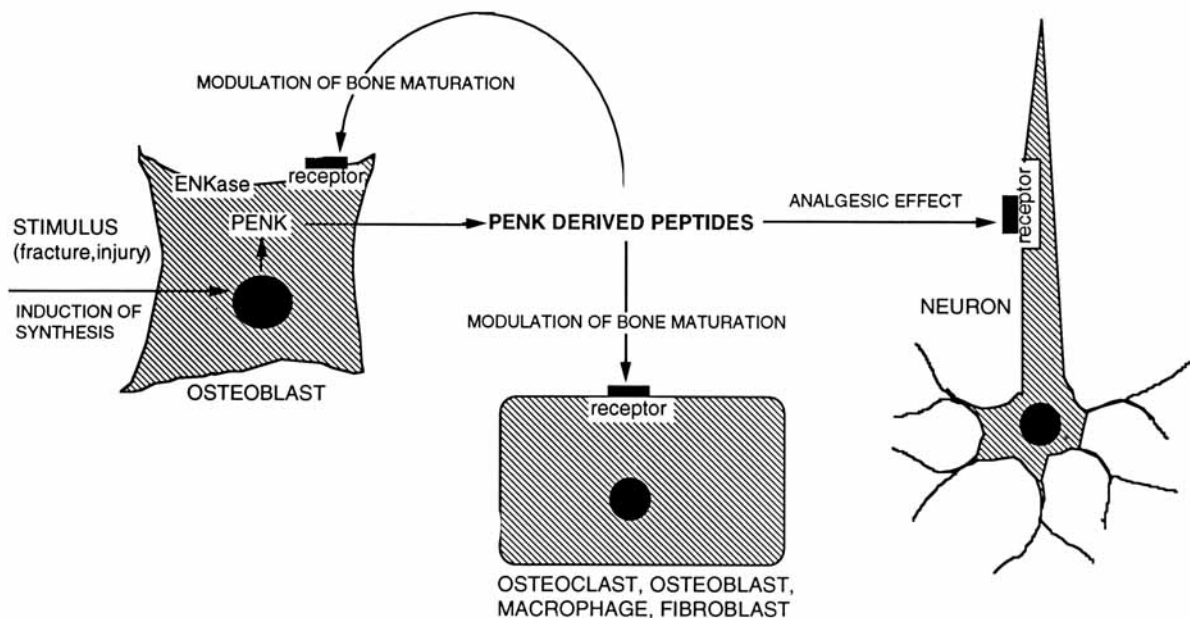 MODULATION OF BONE MATURATION
ENKase
receptor
STIMULUS
(fracture,injury)
PENK
PENK DERIVED PEPTIDES
ANALGESIC EFFECT
receptor
INDUCTION OF
SYNTHESIS
OSTEOBLAST
MODULATION OF BONE MATURATION
NEURON
receptor
OSTEOCLAST, OSTEOBLAST,
MACROPHAGE, FIBROBLAST